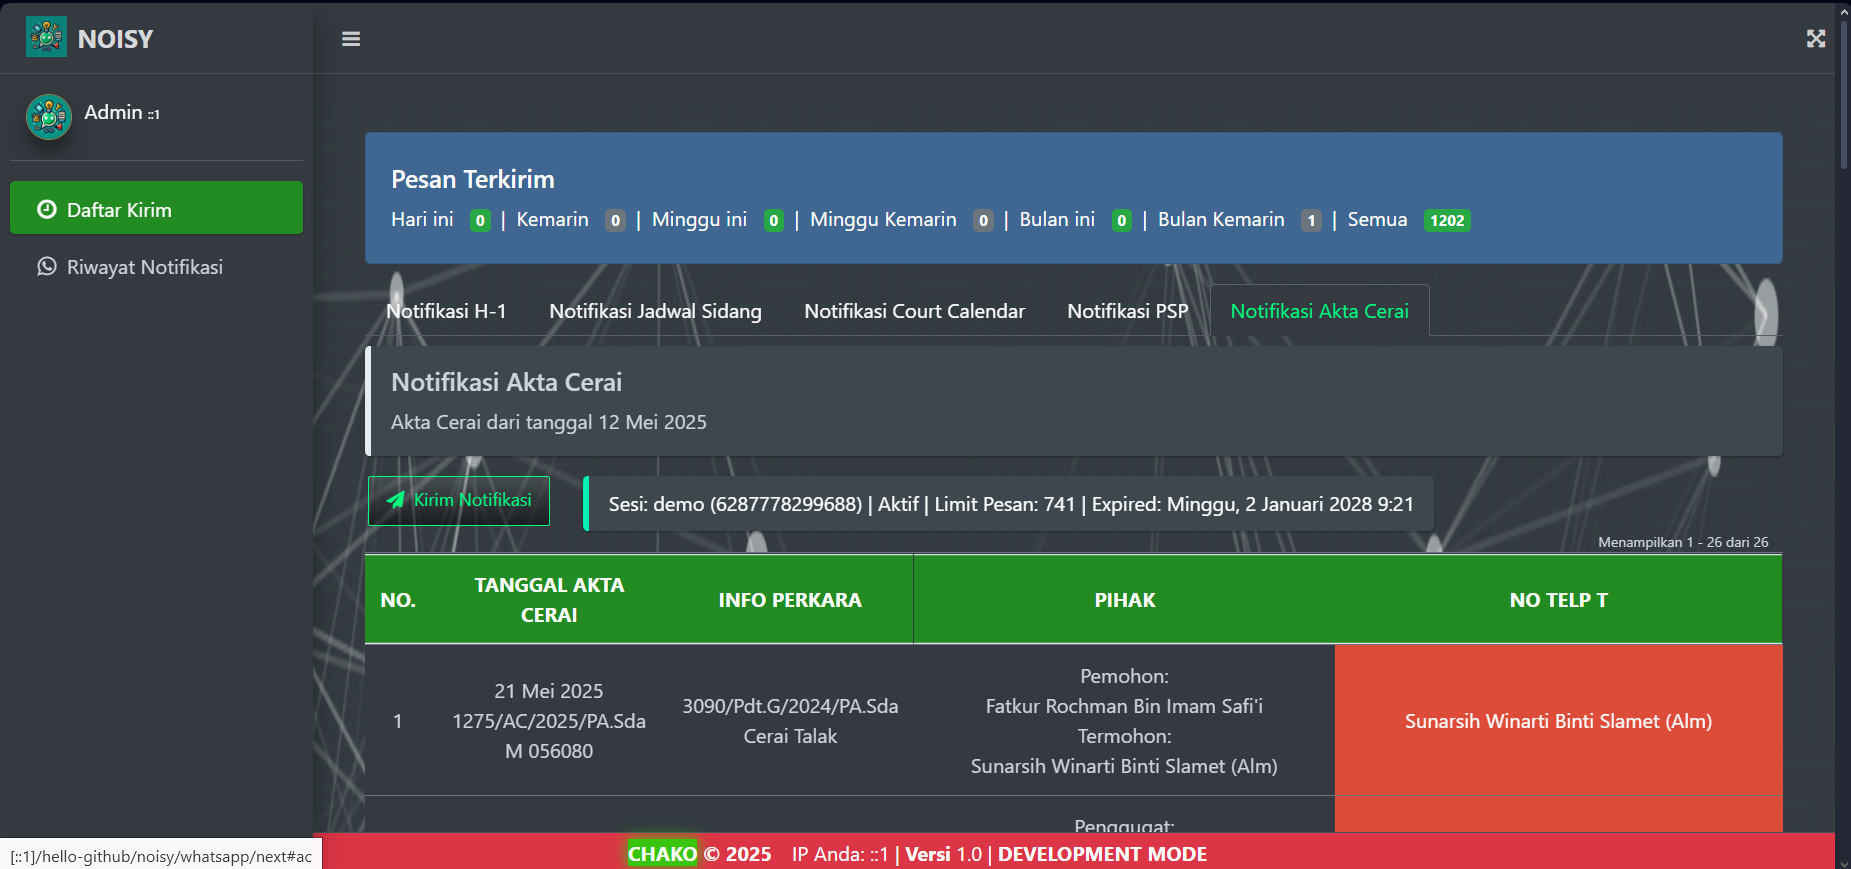 NOISY
Admin ::1
Daftar Kirim
Riwayat Notifikasi
Pesan Terkirim
Hari ini 0 | Kemarin 0 | Minggu ini 0 | Minggu Kemarin 0 | Bulan ini 0 | Bulan Kemarin 1 | Semua 1202
Notifikasi H-1 Notifikasi Jadwal Sidang Notifikasi Court Calendar Notifikasi PSP Notifikasi Akta Cerai
Notifikasi Akta Cerai
Akta Cerai dari tanggal 12 Mei 2025
Kirim Notifikasi
Sesi: demo (6287778299688) | Aktif | Limit Pesan: 741 | Expired: Minggu, 2 Januari 2028 9:21
Menampilkan 1 - 26 dari 26
NO. TANGGAL AKTA CERAI INFO PERKARA PIHAK NO TELP T
1
21 Mei 2025
1275/AC/2025/PA.Sda
M 056080
3090/Pdt.G/2024/PA.Sda
Cerai Talak
Pemohon:
Fatkur Rochman Bin Imam Safi'i
Termohon:
Sunarsih Winarti Binti Slamet (Alm)
Sunarsih Winarti Binti Slamet (Alm)
Penggugat:
[::1]/hello-github/noisy/whatsapp/next#ac
CHAKO © 2025 IP Anda: ::1 | Versi 1.0 | DEVELOPMENT MODE